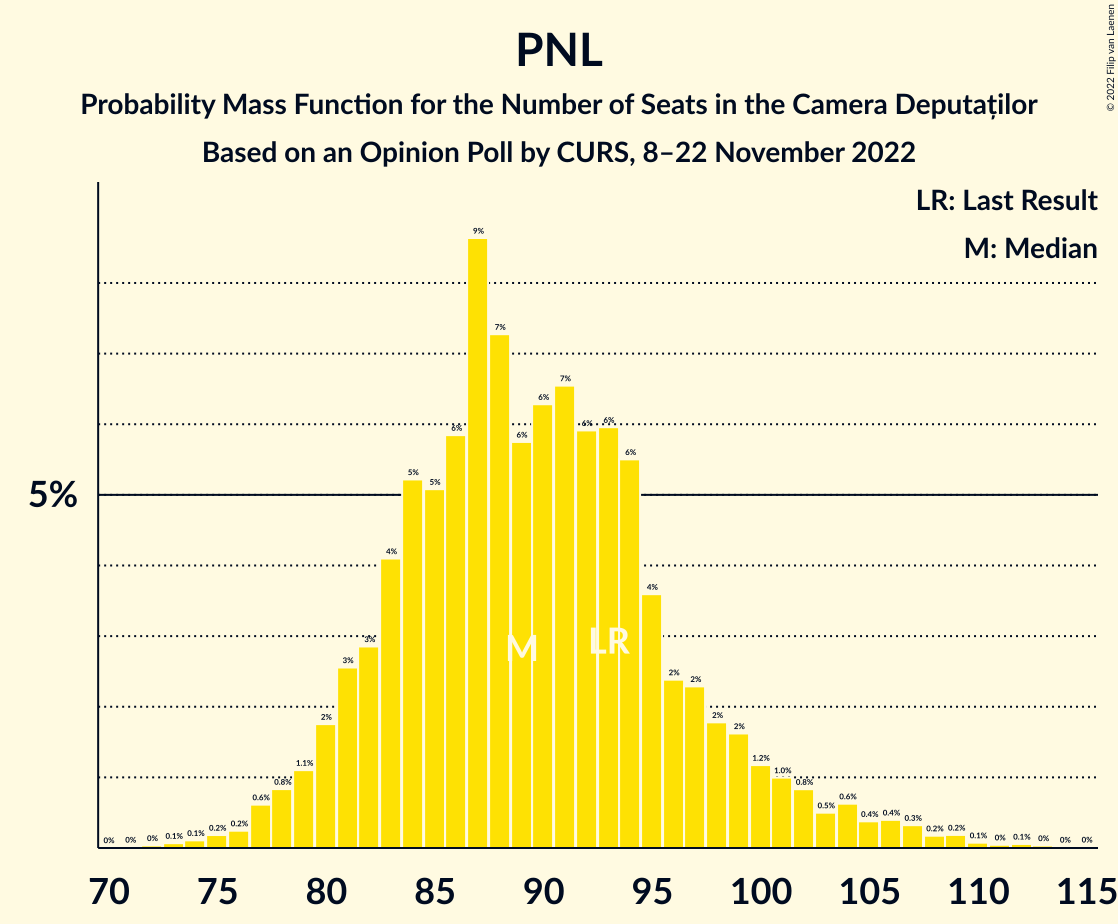 PNL
Probability Mass Function for the Number of Seats in the Camera Deputaților
Based on an Opinion Poll by CURS, 8–22 November 2022
© 2022 Filip van Laenen
LR: Last Result
M: Median
5%
0% 0% 0% 0.1% 0.1% 0.2% 0.2% 0.6% 0.8% 1.1% 2% 3% 3% 4% 5% 5% 6% 9% 7% 6% 6% 7% 6% 6% 6% 4% 2% 2% 2% 2% 1.2% 1.0% 0.8% 0.5% 0.6% 0.4% 0.4% 0.3% 0.2% 0.2% 0.1% 0% 0.1% 0% 0% 0%
M LR
70 75 80 85 90 95 100 105 110 115